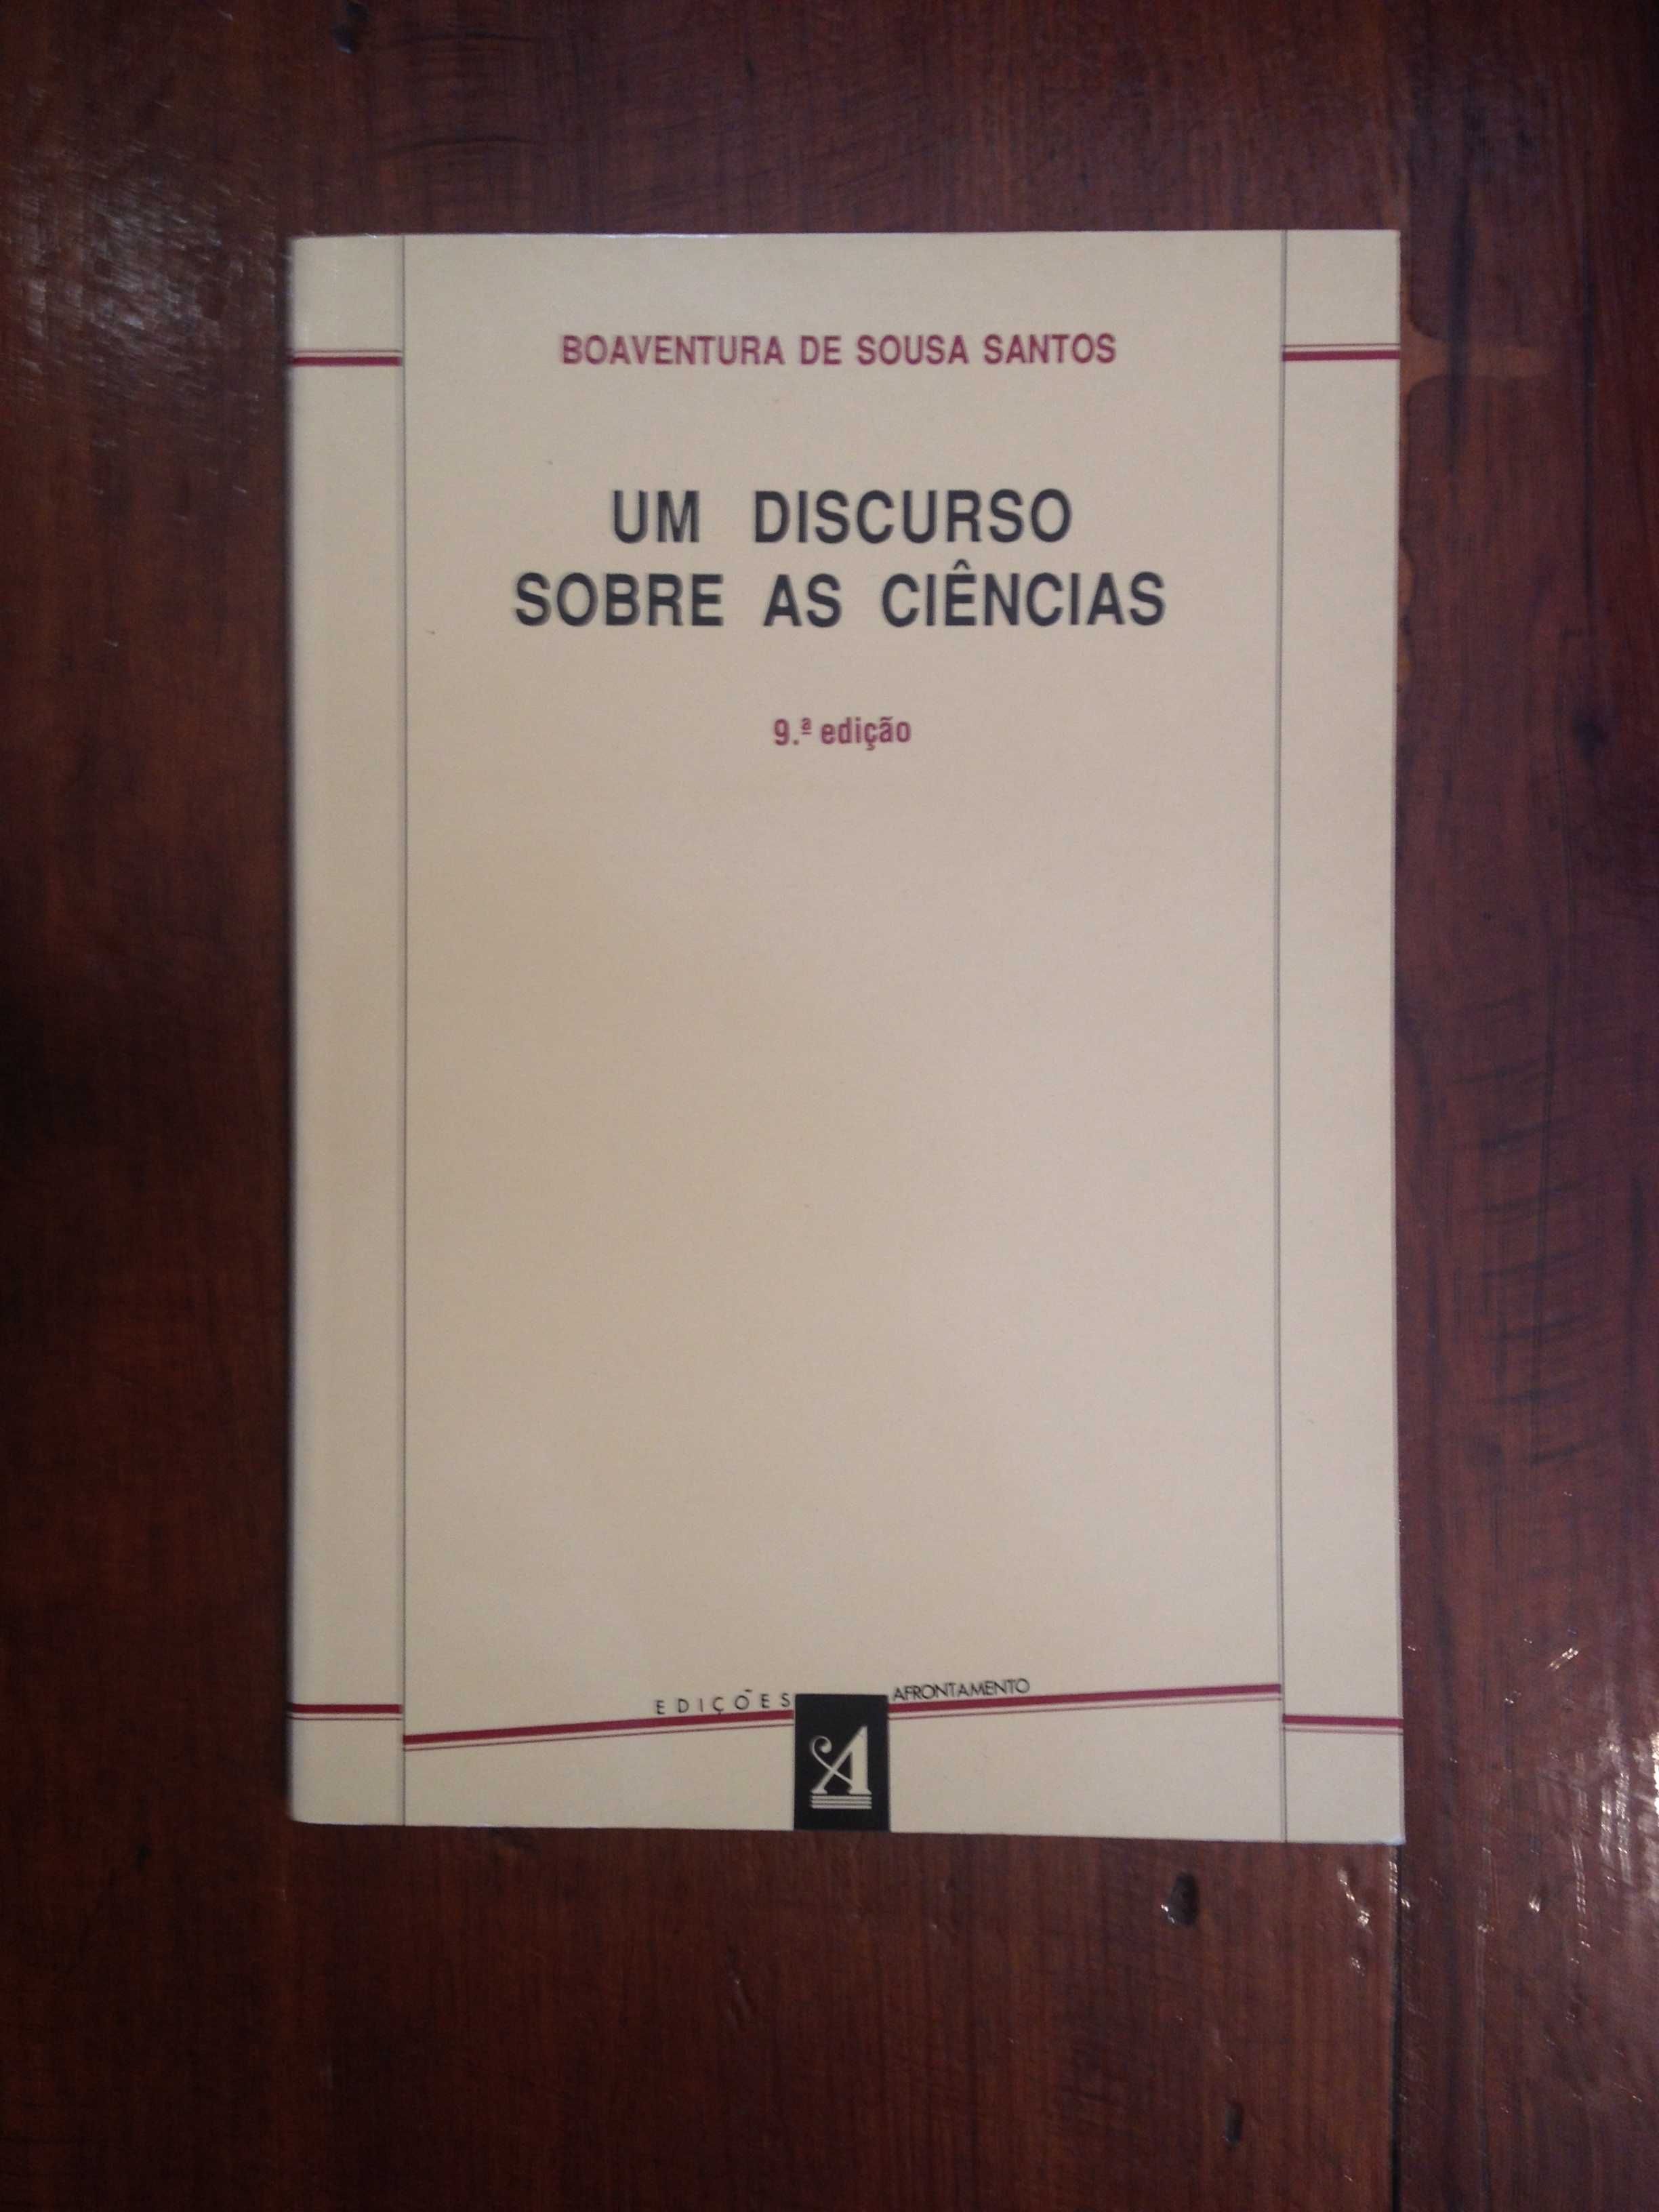 BOAVENTURA DE SOUSA SANTOS
UM DISCURSO
SOBRE AS CIÊNCIAS
9.ª edição
EDIÇÕES AFRONTAMENTO
A